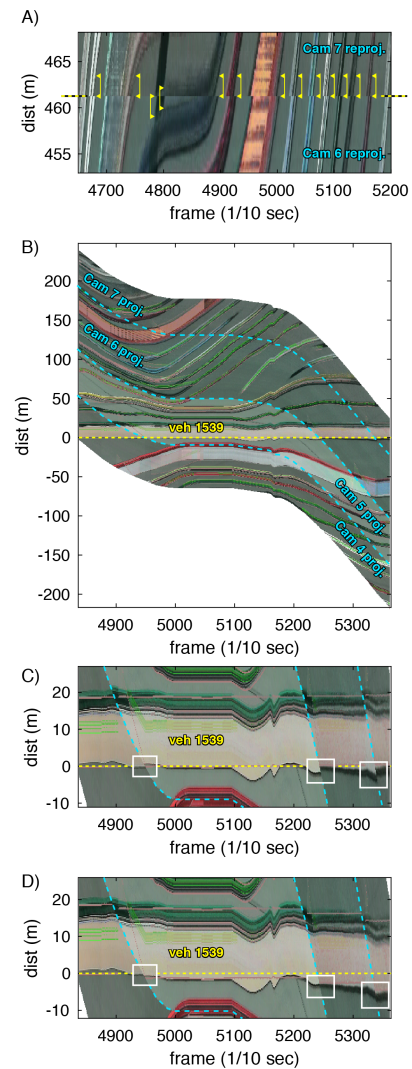 A)
465
460
455
dist (m)
Cam 7 reproj.
Cam 6 reproj.
4700 4800 4900 5000 5100 5200
frame (1/10 sec)
B)
200
150
100
50
0
-50
-100
-150
-200
dist (m)
Cam 7 proj.
Cam 6 proj.
veh 1539
Cam 5 proj.
Cam 4 proj.
4900 5000 5100 5200 5300
frame (1/10 sec)
C)
20
10
0
-10
dist (m)
veh 1539
4900 5000 5100 5200 5300
frame (1/10 sec)
D)
20
10
0
-10
dist (m)
veh 1539
4900 5000 5100 5200 5300
frame (1/10 sec)